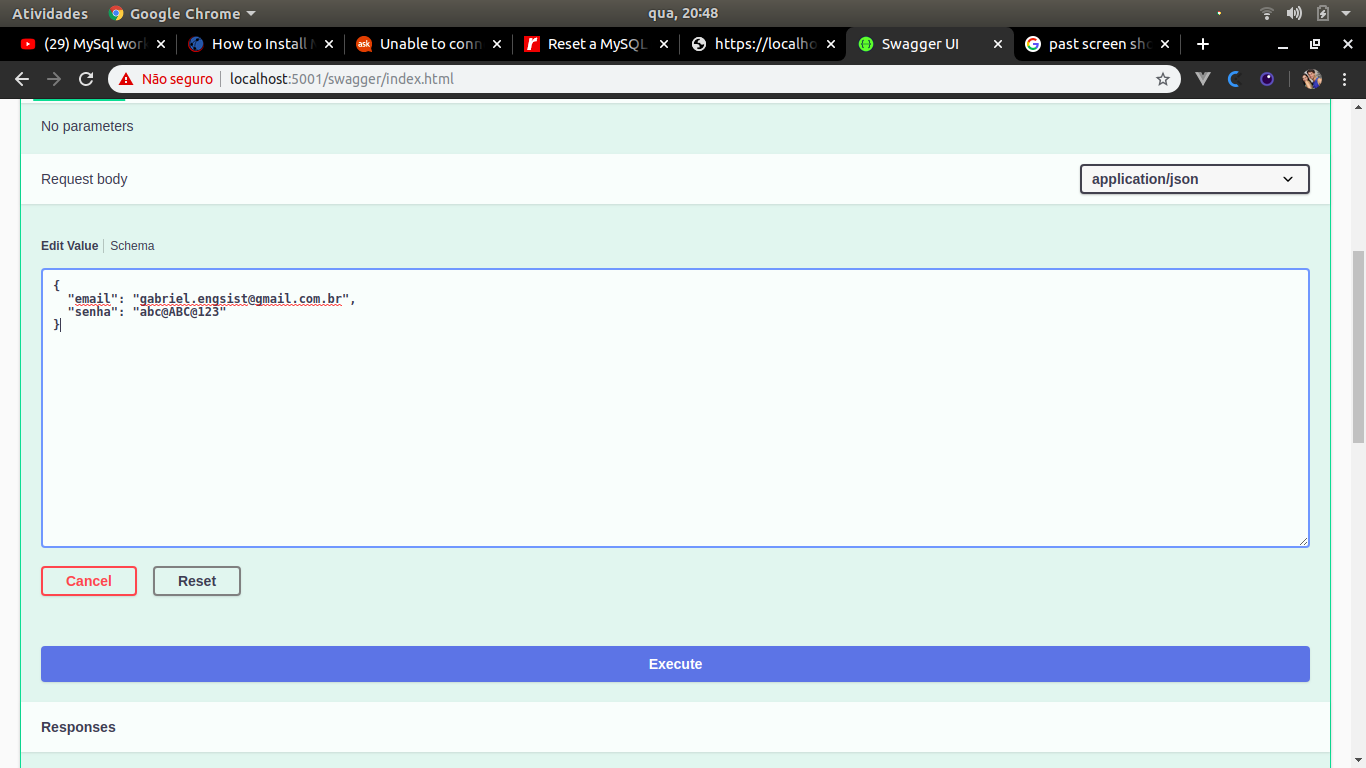 Atividades Google Chrome qua, 20:48
(29) MySql wor How to Install M Unable to conn Reset a MySQL https://localho Swagger UI past screen sho
Não seguro localhost:5001/swagger/index.html
No parameters
Request body application/json
Edit Value Schema
{
"email": "gabriel.engsist@gmail.com.br",
"senha": "abc@ABC@123"
}
Cancel Reset
Execute
Responses